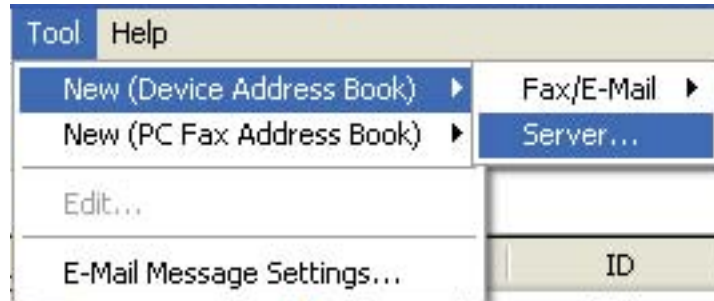 Tool Help
New (Device Address Book) Fax/E-Mail
New (PC Fax Address Book) Server...
Edit...
E-Mail Message Settings... ID